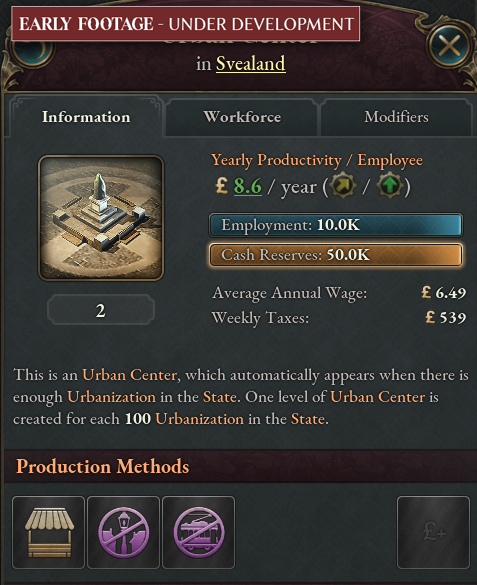 EARLY FOOTAGE - UNDER DEVELOPMENT
in Svealand
Information
Workforce
Modifiers
Yearly Productivity / Employee
£ 8.6 / year ( / )
Employment: 10.0K
Cash Reserves: 50.0K
2
Average Annual Wage: £ 6.49
Weekly Taxes: £ 539
This is an Urban Center, which automatically appears when there is
enough Urbanization in the State. One level of Urban Center is
created for each 100 Urbanization in the State.
Production Methods
£+